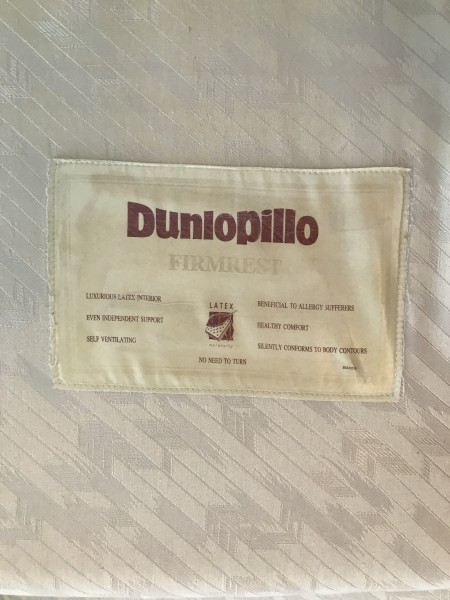 Dunlopillo
FIRMREST
LUXURIOUS LATEX INTERIOR
EVEN INDEPENDENT SUPPORT
SELF VENTILATING
LATEX
BENEFICIAL TO ALLERGY SUFFERERS
HEALTHY COMFORT
SILENTLY CONFORMS TO BODY CONTOURS
NO NEED TO TURN